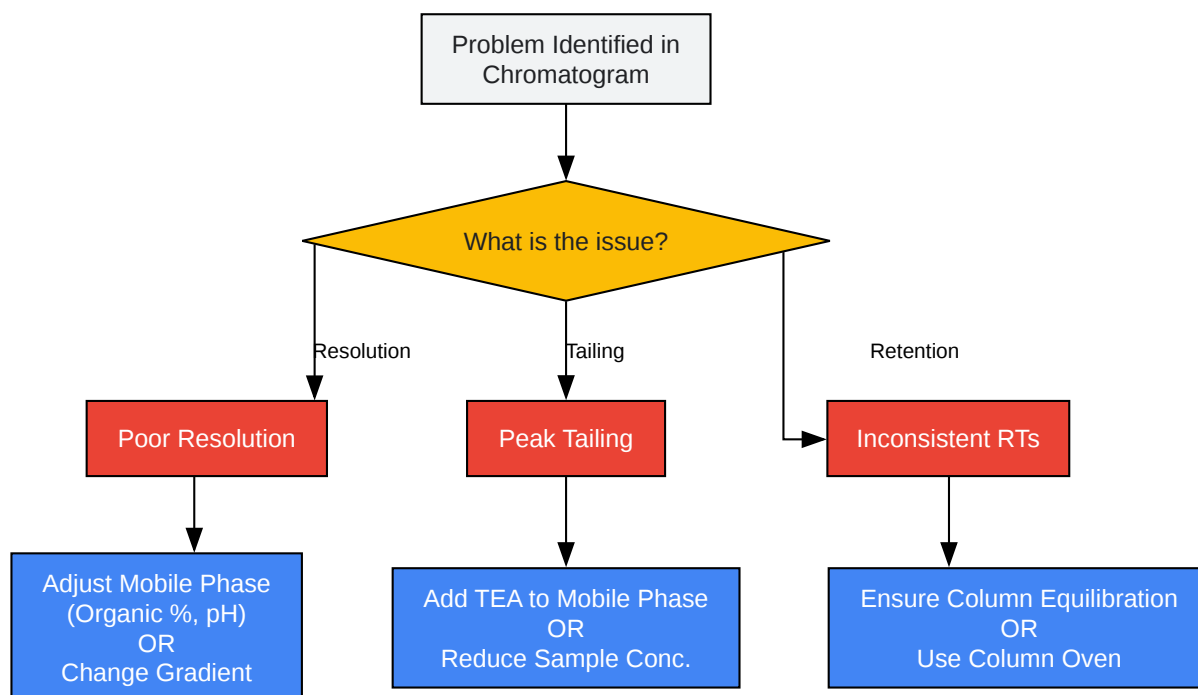 Problem Identified in
Chromatogram
What is the issue?
Resolution
Tailing
Retention
Poor Resolution
Peak Tailing
Inconsistent RTs
Adjust Mobile Phase
(Organic %, pH)
OR
Change Gradient
Add TEA to Mobile Phase
OR
Reduce Sample Conc.
Ensure Column Equilibration
OR
Use Column Oven